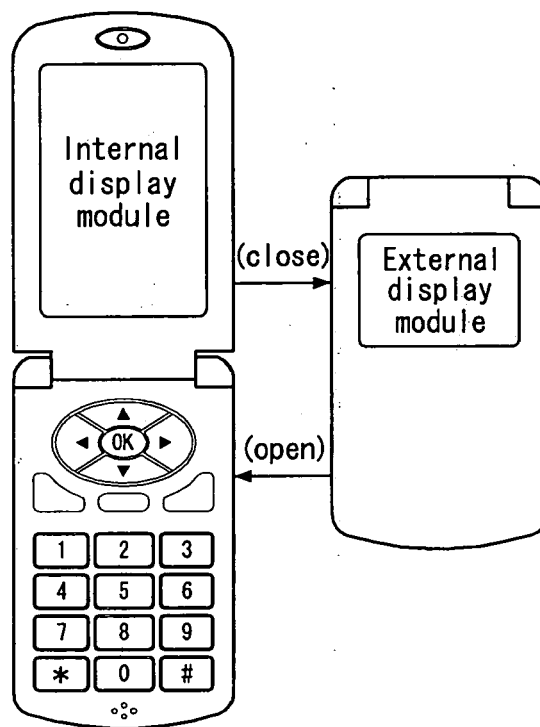 Internal
display
module
(close)
External
display
module
OK
(open)
1 2 3
4 5 6
7 8 9
* 0 #